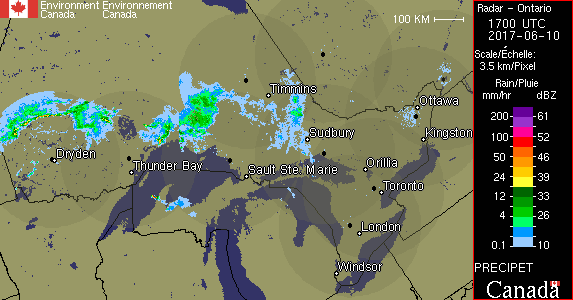 Environment Environnement
Canada Canada
100 KM
Timmins
Ottawa
Sudbury
Kingston
Dryden
Thunder Bay
Sault Ste. Marie
Orillia
Toronto
London
Windsor
Radar - Ontario
1700 UTC
2017-06-10
Scale/Échelle:
3.5 km/Pixel
Rain/Pluie
mm/hr dBZ
200 61
100 52
50 46
24 39
12 33
4 26
0.1 10
PRECIPET
Canada